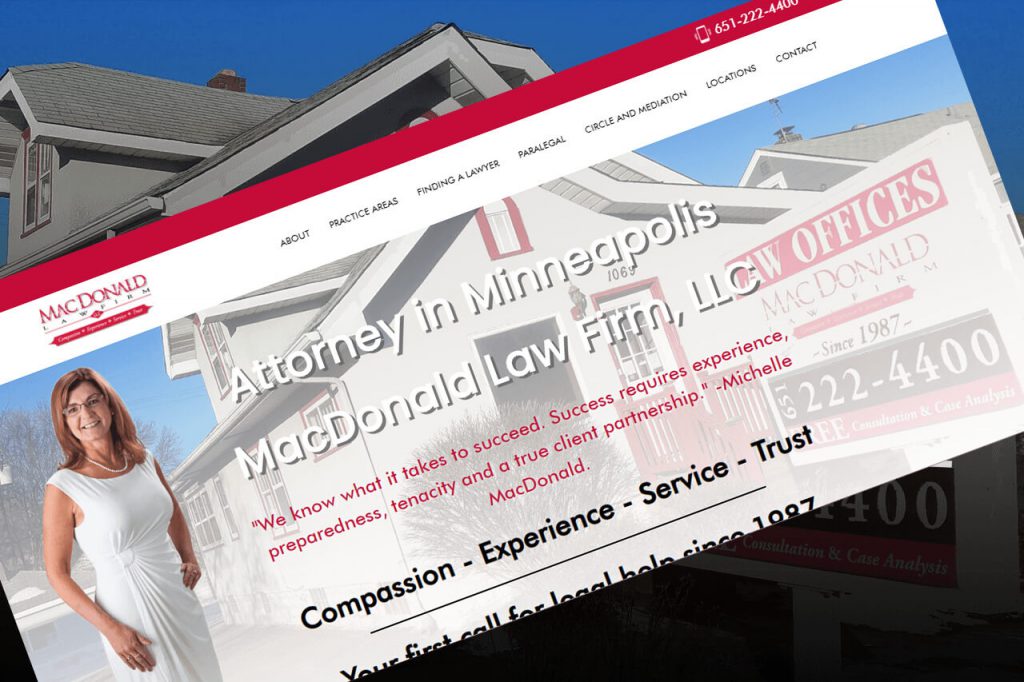 651-222-4400
ABOUT
PRACTICE AREAS
FINDING A LAWYER
PARALEGAL
CIRCLE AND MEDIATION
LOCATIONS
CONTACT
MACDONALD
LAW FIRM
Compassion • Experience • Service • Trust
Attorney in Minneapolis
MacDonald Law Firm, LLC
"We know what it takes to succeed. Success requires experience,
preparedness, tenacity and a true client partnership." -Michelle
MacDonald.
Compassion - Experience - Service - Trust
Your first call for legal help since 1987
1069
LAW OFFICES
MACDONALD
LAW FIRM
~Since 1987~
651 222-4400
FREE Consultation & Case Analysis
4400
Consultation & Case Analysis